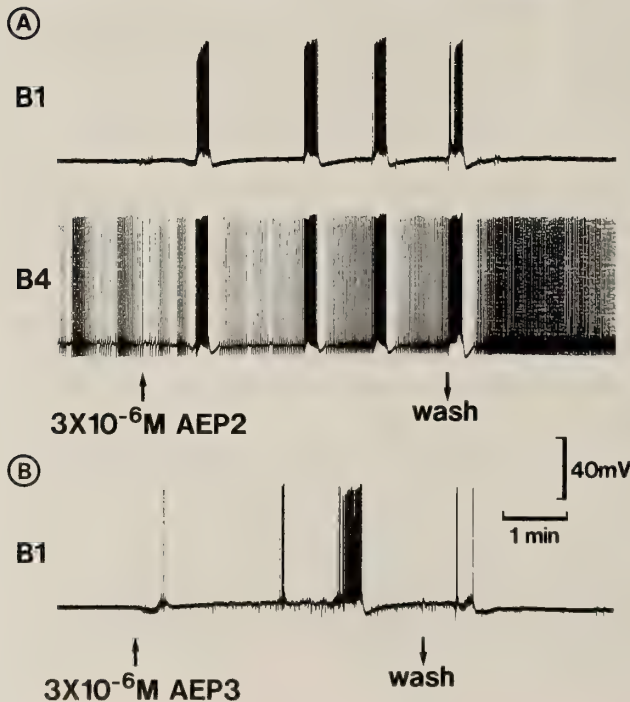 A
B1
B4
3X10⁻⁶M AEP2
wash
B
40mV
1 min
B1
3X10⁻⁶M AEP3
wash